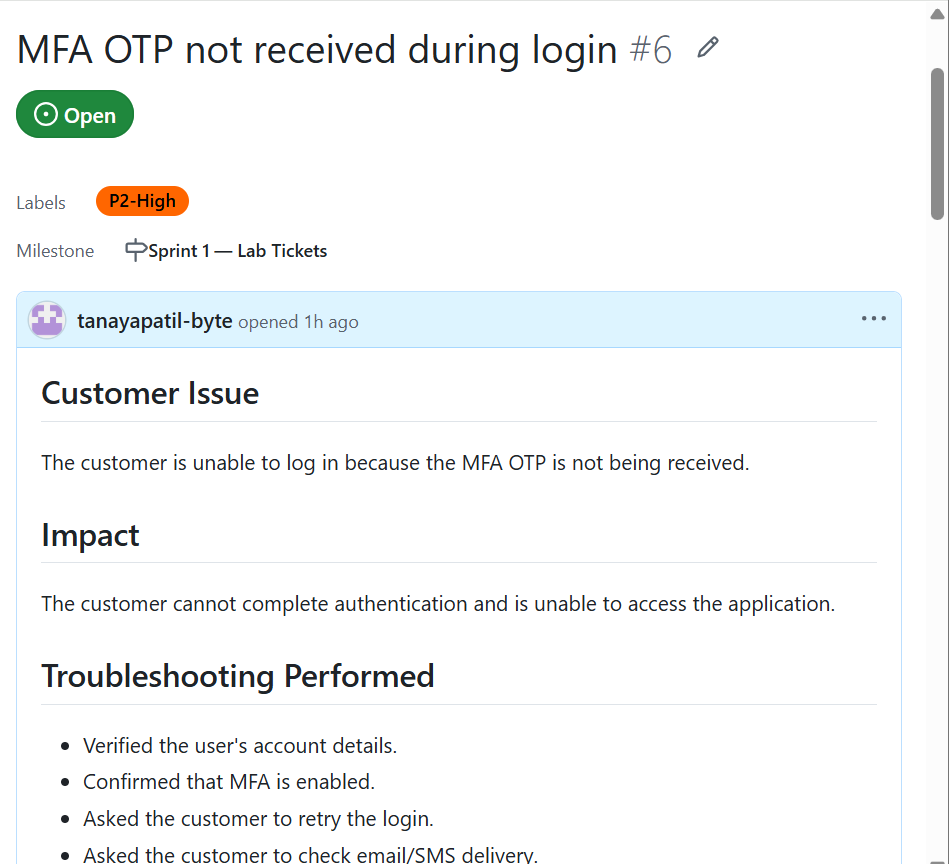 MFA OTP not received during login #6
Open
Labels P2-High
Milestone Sprint 1 — Lab Tickets
tanayapatil-byte opened 1h ago
Customer Issue
The customer is unable to log in because the MFA OTP is not being received.
Impact
The customer cannot complete authentication and is unable to access the application.
Troubleshooting Performed
• Verified the user's account details.
• Confirmed that MFA is enabled.
• Asked the customer to retry the login.
• Asked the customer to check email/SMS delivery.